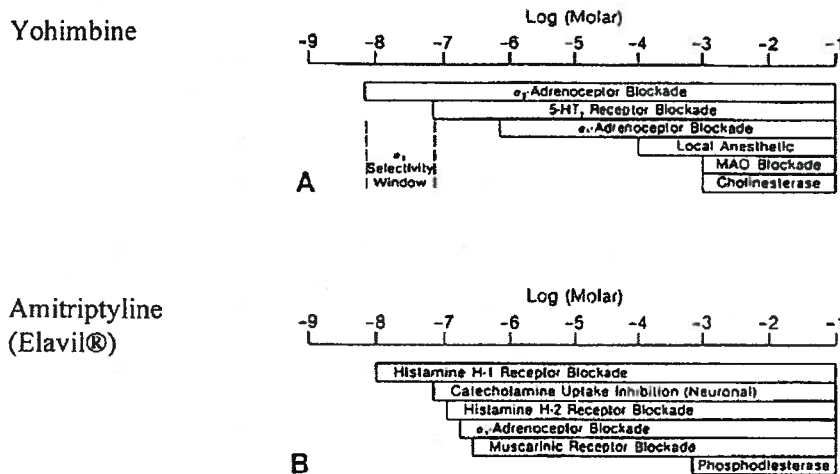 Yohimbine
Log (Molar)
-9 -8 -7 -6 -5 -4 -3 -2 -1
α₂-Adrenoceptor Blockade
5-HT, Receptor Blockade
α₁-Adrenoceptor Blockade
Local Anesthetic
MAO Blockade
Cholinesterase
Selectivity
Window
A
Amitriptyline
(Elavil®)
Log (Molar)
-9 -8 -7 -6 -5 -4 -3 -2 -1
Histamine H-1 Receptor Blockade
Catecholamine Uptake Inhibition (Neuronal)
Histamine H-2 Receptor Blockade
α₁-Adrenoceptor Blockade
Muscarinic Receptor Blockade
Phosphodiesterase
B